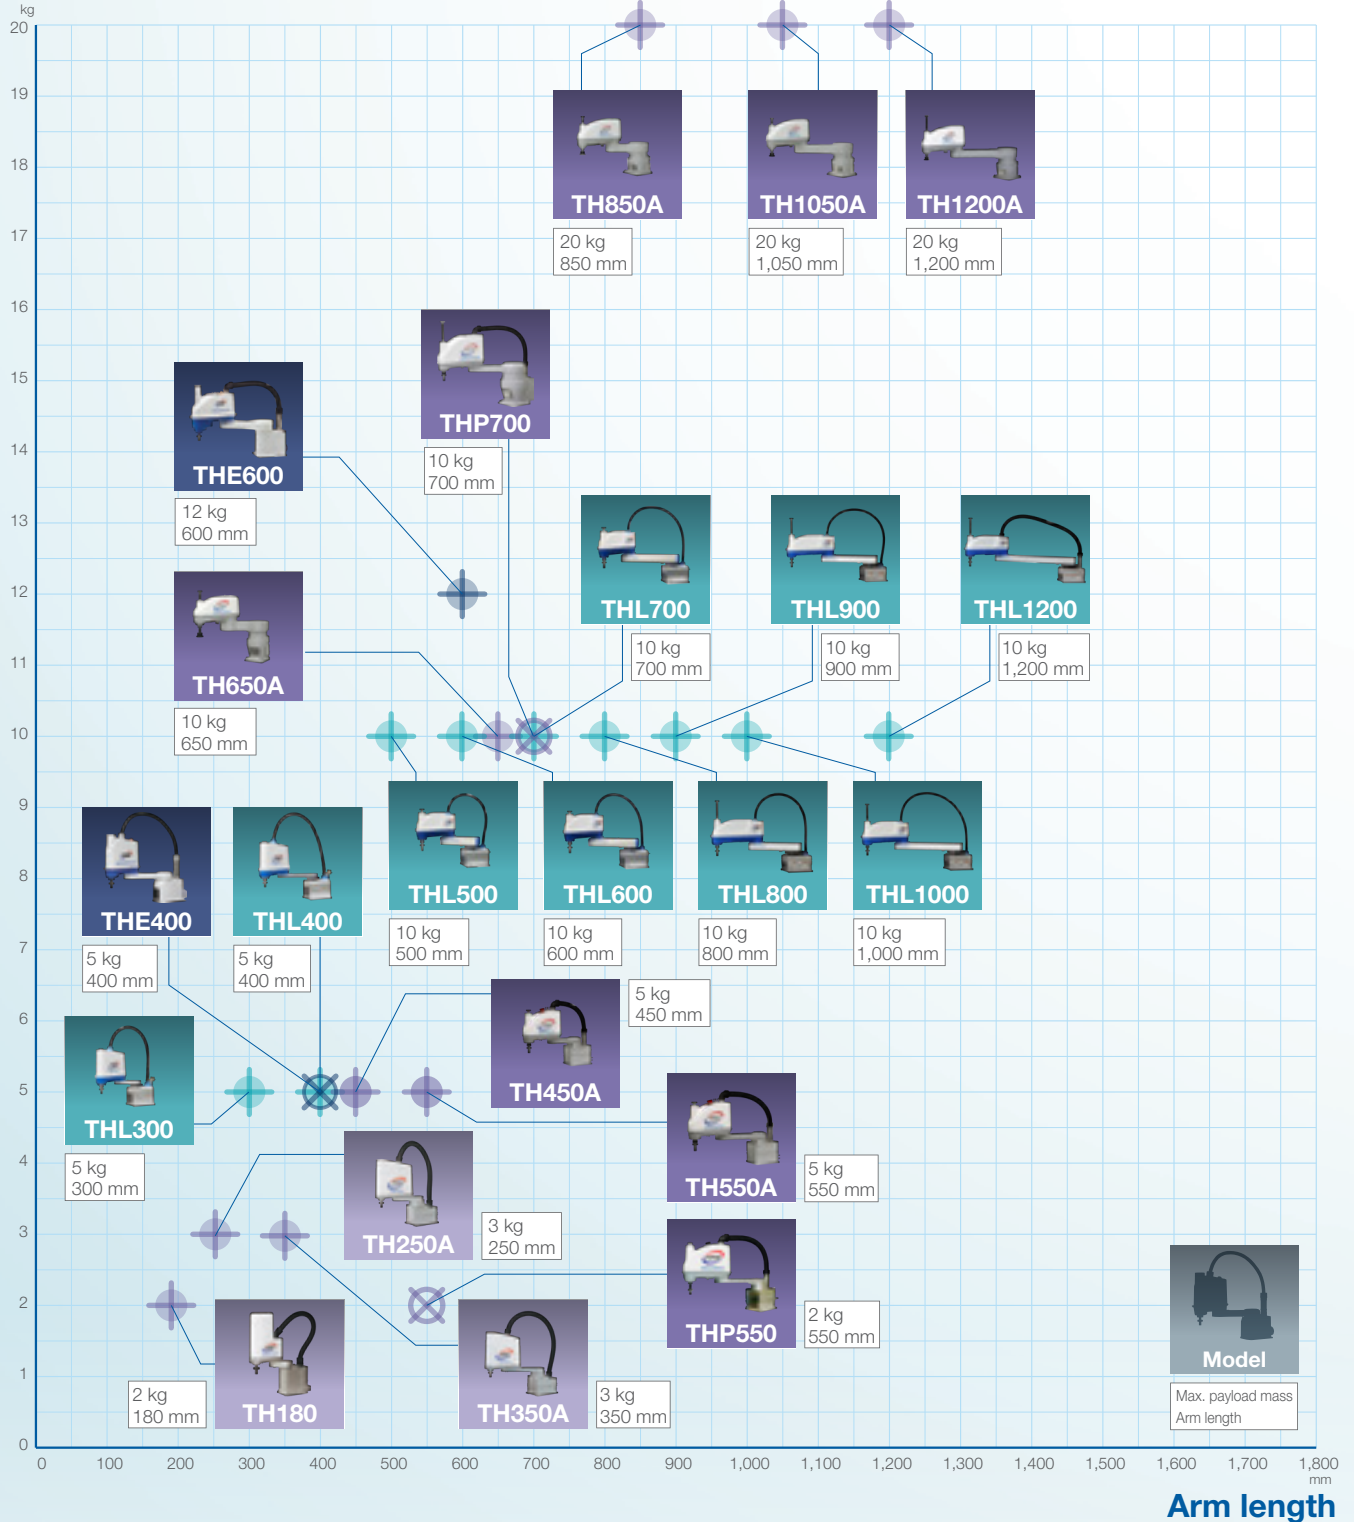 kg
20
19
18
17
16
15
14
13
12
11
10
9
8
7
6
5
4
3
2
1
0
TH850A
20 kg
850 mm
TH1050A
20 kg
1,050 mm
TH1200A
20 kg
1,200 mm
THP700
10 kg
700 mm
THE600
12 kg
600 mm
THL700
10 kg
700 mm
THL900
10 kg
900 mm
THL1200
10 kg
1,200 mm
TH650A
10 kg
650 mm
THL500
10 kg
500 mm
THL600
10 kg
600 mm
THL800
10 kg
800 mm
THL1000
10 kg
1,000 mm
THE400
5 kg
400 mm
THL400
5 kg
400 mm
TH450A
5 kg
450 mm
THL300
5 kg
300 mm
TH550A
5 kg
550 mm
TH250A
3 kg
250 mm
THP550
2 kg
550 mm
TH180
2 kg
180 mm
TH350A
3 kg
350 mm
Model
Max. payload mass
Arm length
0 100 200 300 400 500 600 700 800 900 1,000 1,100 1,200 1,300 1,400 1,500 1,600 1,700 1,800
mm
Arm length